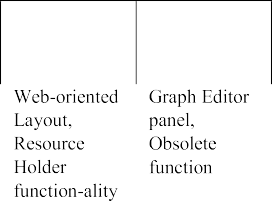 Web-oriented
Layout,
Resource
Holder
function-ality
Graph Editor
panel,
Obsolete
function